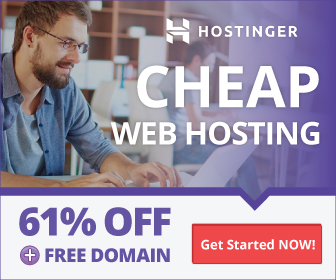 HOSTINGER
CHEAP
WEB HOSTING
61% OFF
+ FREE DOMAIN
Get Started NOW!